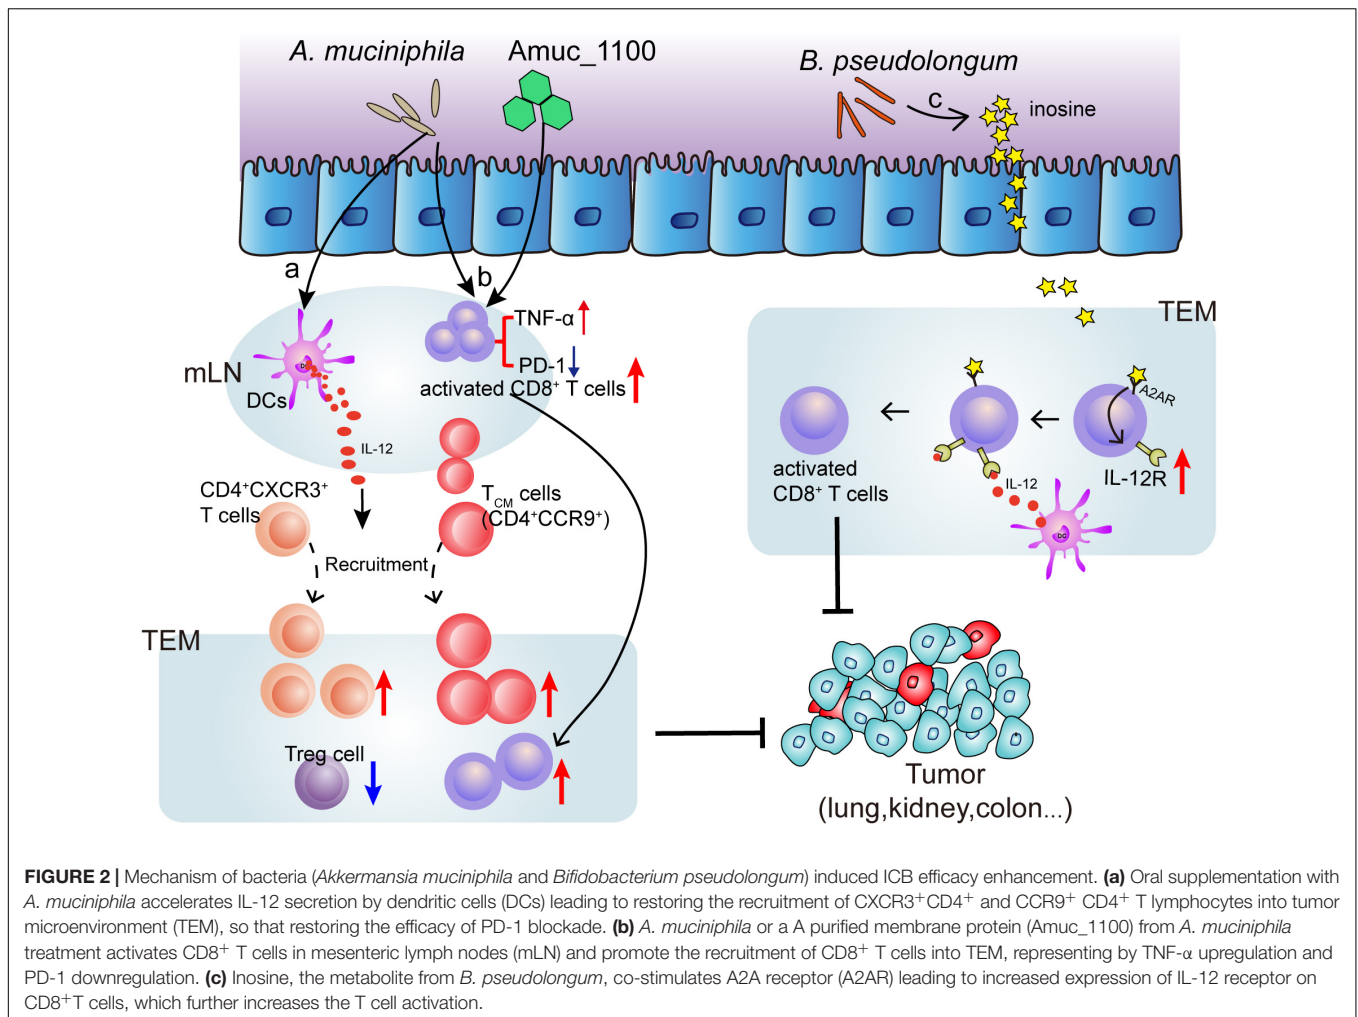 A. muciniphila
Amuc_1100
B. pseudolongum
c
inosine
a
b
mLN
DC
DCs
IL-12
TNF-α
PD-1
activated CD8⁺ T cells
CD4⁺CXCR3⁺
T cells
T_CM cells
(CD4⁺CCR9⁺)
Recruitment
TEM
Treg cell
TEM
A2AR
IL-12R
IL-12
DC
activated
CD8⁺ T cells
Tumor
(lung,kidney,colon...)
FIGURE 2 | Mechanism of bacteria (Akkermansia muciniphila and Bifidobacterium pseudolongum) induced ICB efficacy enhancement. (a) Oral supplementation with
A. muciniphila accelerates IL-12 secretion by dendritic cells (DCs) leading to restoring the recruitment of CXCR3⁺CD4⁺ and CCR9⁺ CD4⁺ T lymphocytes into tumor
microenvironment (TEM), so that restoring the efficacy of PD-1 blockade. (b) A. muciniphila or a A purified membrane protein (Amuc_1100) from A. muciniphila
treatment activates CD8⁺ T cells in mesenteric lymph nodes (mLN) and promote the recruitment of CD8⁺ T cells into TEM, representing by TNF-α upregulation and
PD-1 downregulation. (c) Inosine, the metabolite from B. pseudolongum, co-stimulates A2A receptor (A2AR) leading to increased expression of IL-12 receptor on
CD8⁺T cells, which further increases the T cell activation.